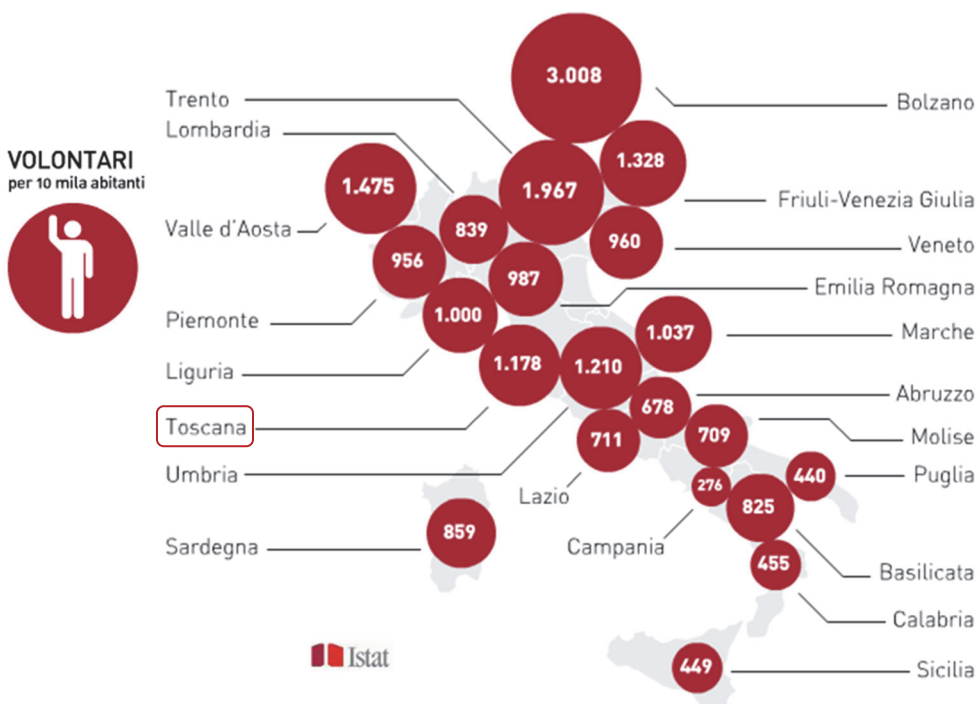 3.008
Trento
Bolzano
Lombardia
VOLONTARI
per 10 mila abitanti
1.328
1.475
1.967
Friuli-Venezia Giulia
Valle d'Aosta
839
960
Veneto
956
987
Emilia Romagna
Piemonte
1.000
1.037
Marche
Liguria
1.178
1.210
Abruzzo
678
Toscana
711
709
Molise
Umbria
440
Puglia
276
Lazio
825
859
Sardegna
Campania
455
Basilicata
Calabria
Istat
449
Sicilia